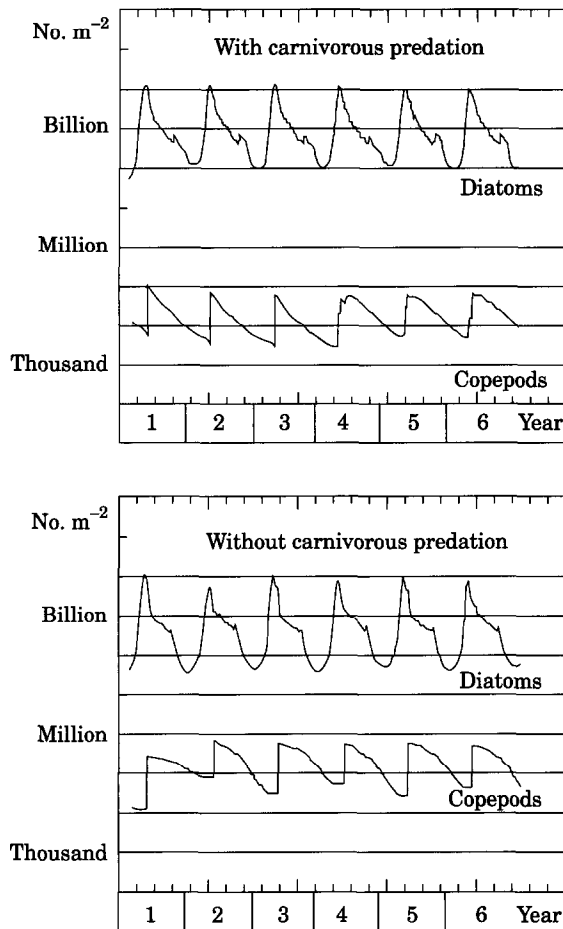 No. m⁻²
With carnivorous predation
Billion
Diatoms
Million
Thousand
Copepods
1 2 3 4 5 6 Year
No. m⁻²
Without carnivorous predation
Billion
Diatoms
Million
Copepods
Thousand
1 2 3 4 5 6 Year